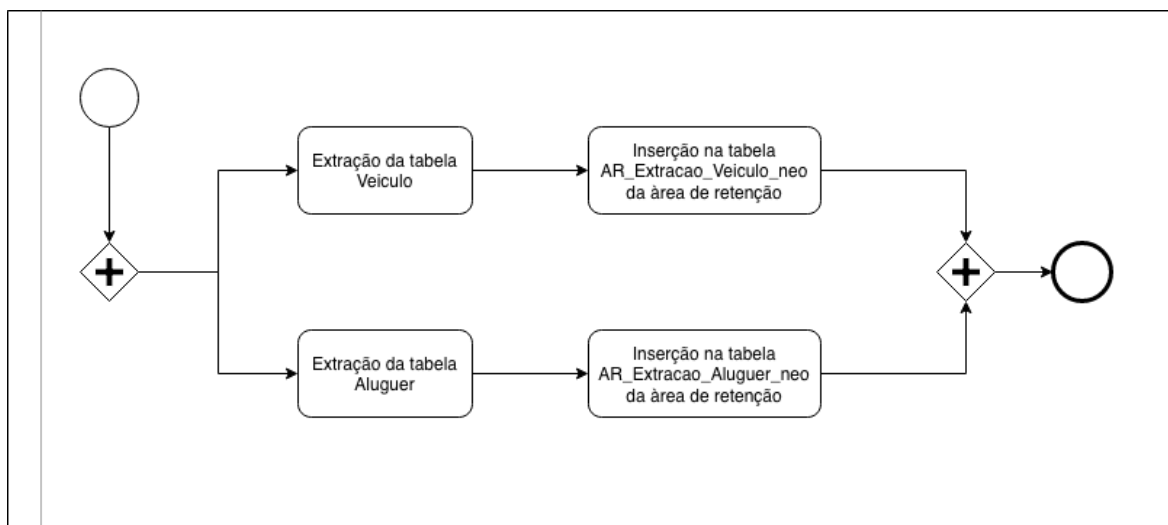 Extração da tabela
Veiculo
Inserção na tabela
AR_Extracao_Veiculo_neo
da àrea de retenção
Extração da tabela
Aluguer
Inserção na tabela
AR_Extracao_Aluguer_neo
da àrea de retenção